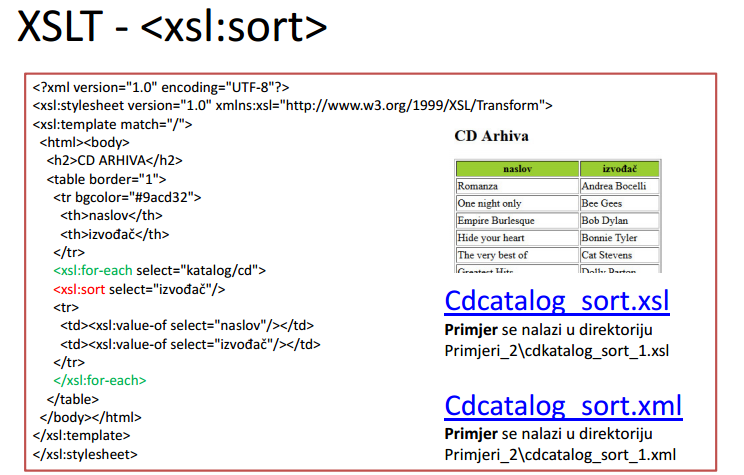 XSLT - <xsl:sort>
<?xml version="1.0" encoding="UTF-8"?>
<xsl:stylesheet version="1.0" xmlns:xsl="http://www.w3.org/1999/XSL/Transform">
<xsl:template match="/">
<html><body>
<h2>CD ARHIVA</h2>
<table border="1">
<tr bgcolor="#9acd32">
<th>naslov</th>
<th>izvođač</th>
</tr>
<xsl:for-each select="katalog/cd">
<xsl:sort select="izvođač"/>
<tr>
<td><xsl:value-of select="naslov"/></td>
<td><xsl:value-of select="izvođač"/></td>
</tr>
</xsl:for-each>
</table>
</body></html>
</xsl:template>
</xsl:stylesheet>
CD Arhiva
naslov izvođač
Romanza Andrea Bocelli
One night only Bee Gees
Empire Burlesque Bob Dylan
Hide your heart Bonnie Tyler
The very best of Cat Stevens
Greatest Hits Dolly Parton
Cdcatalog_sort.xsl
Primjer se nalazi u direktoriju
Primjeri_2\cdkatalog_sort_1.xsl
Cdcatalog_sort.xml
Primjer se nalazi u direktoriju
Primjeri_2\cdcatalog_sort_1.xml